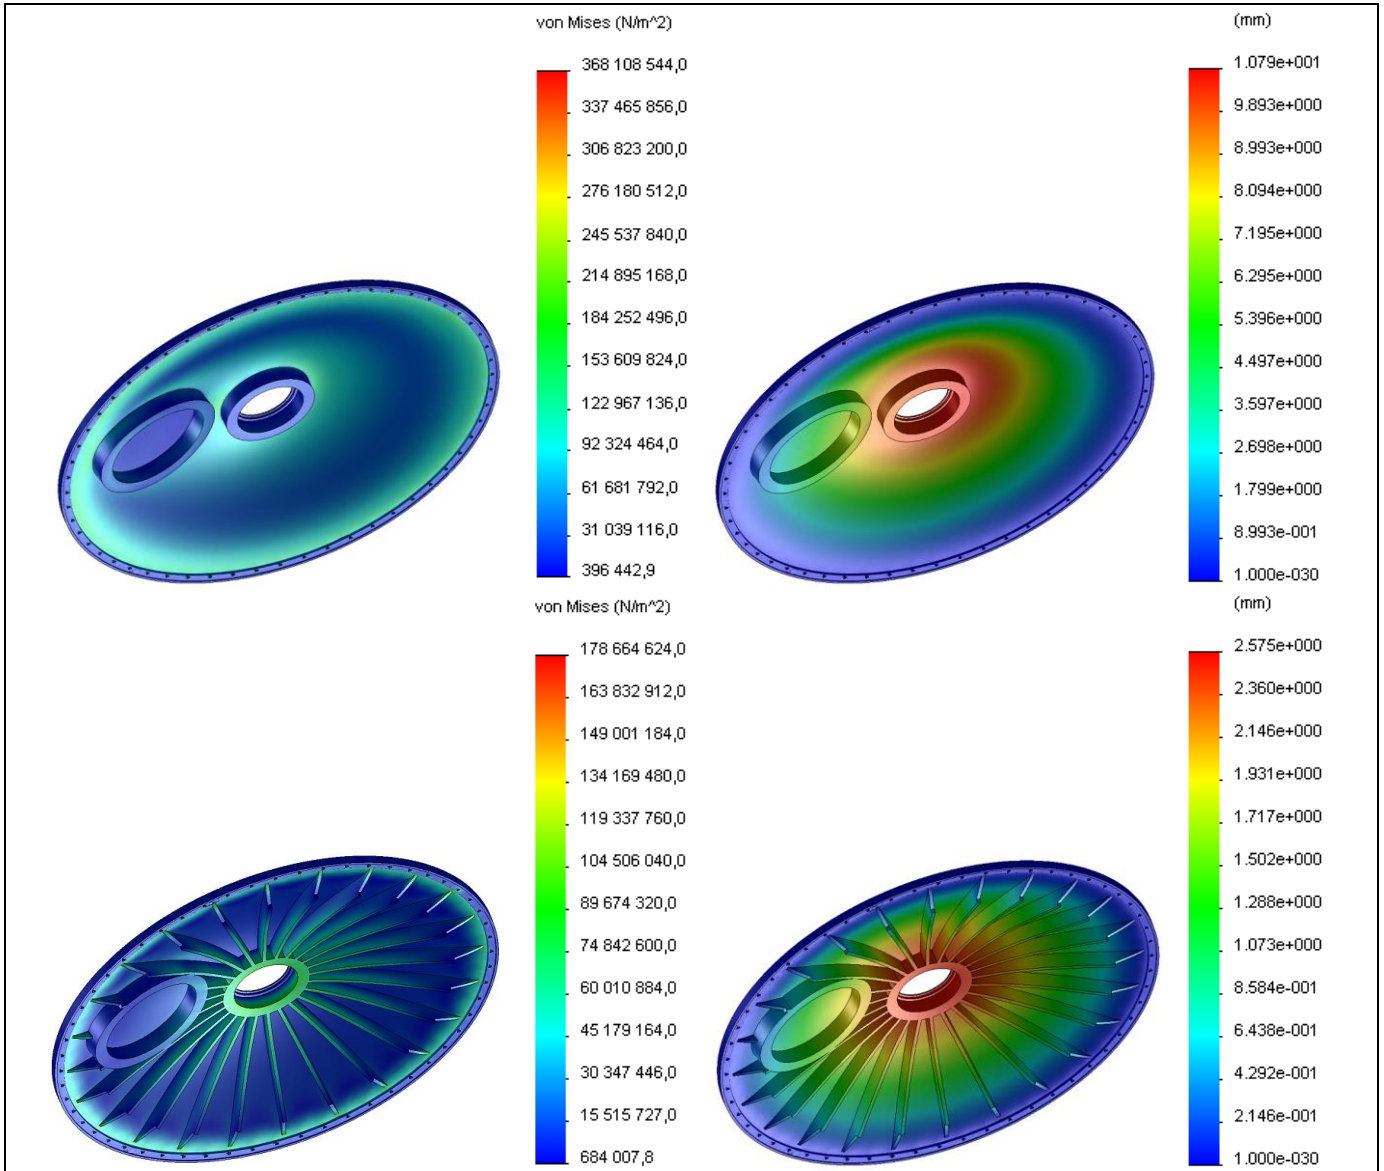 von Mises (N/m^2)
368 108 544,0
337 465 856,0
306 823 200,0
276 180 512,0
245 537 840,0
214 895 168,0
184 252 496,0
153 609 824,0
122 967 136,0
92 324 464,0
61 681 792,0
31 039 116,0
396 442,9
(mm)
1.079e+001
9.893e+000
8.993e+000
8.094e+000
7.195e+000
6.295e+000
5.396e+000
4.497e+000
3.597e+000
2.698e+000
1.799e+000
8.993e-001
1.000e-030
von Mises (N/m^2)
178 664 624,0
163 832 912,0
149 001 184,0
134 169 480,0
119 337 760,0
104 506 040,0
89 674 320,0
74 842 600,0
60 010 884,0
45 179 164,0
30 347 446,0
15 515 727,0
684 007,8
(mm)
2.575e+000
2.360e+000
2.146e+000
1.931e+000
1.717e+000
1.502e+000
1.288e+000
1.073e+000
8.584e-001
6.438e-001
4.292e-001
2.146e-001
1.000e-030